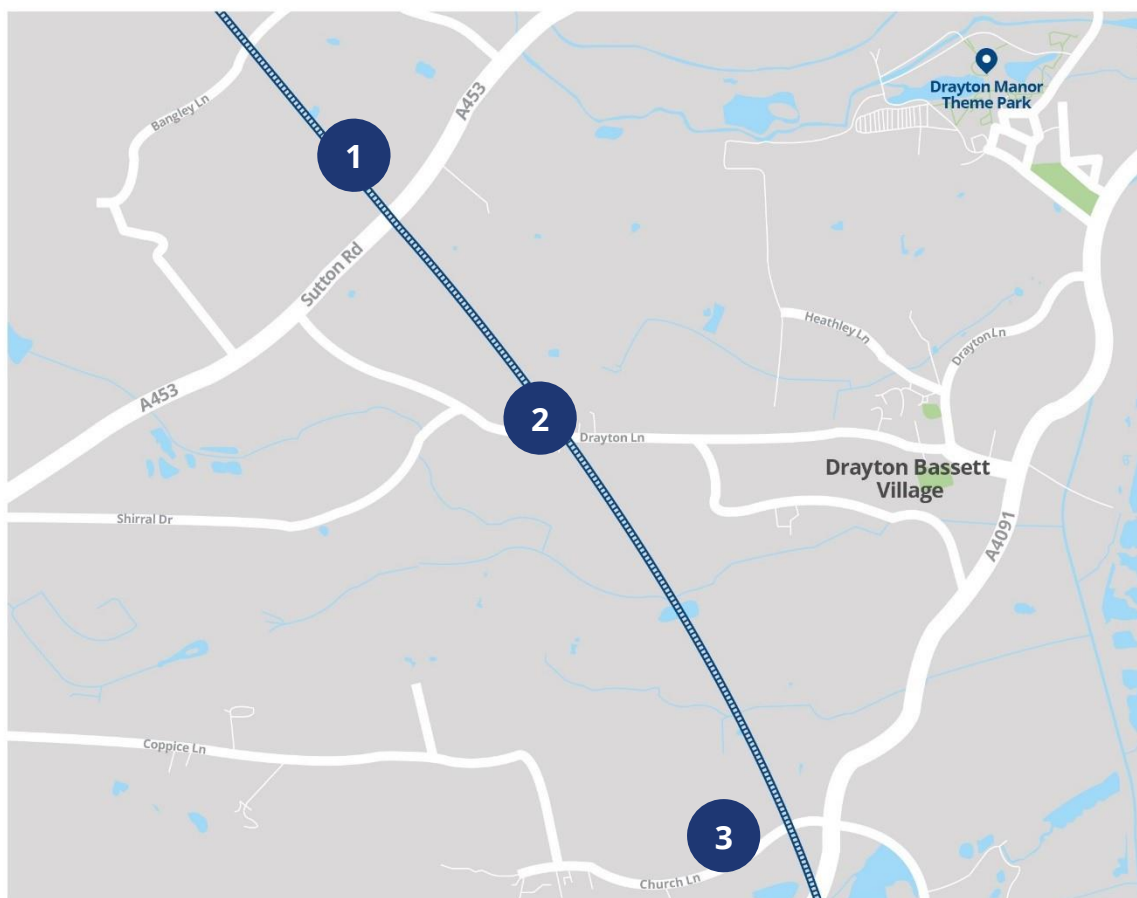 Drayton Manor
Theme Park
A453
Bangley Ln
1
Sutton Rd
Heathley Ln
Drayton Ln
A453
2
Drayton Ln
Drayton Bassett
Village
Shirral Dr
A4091
Coppice Ln
3
Church Ln